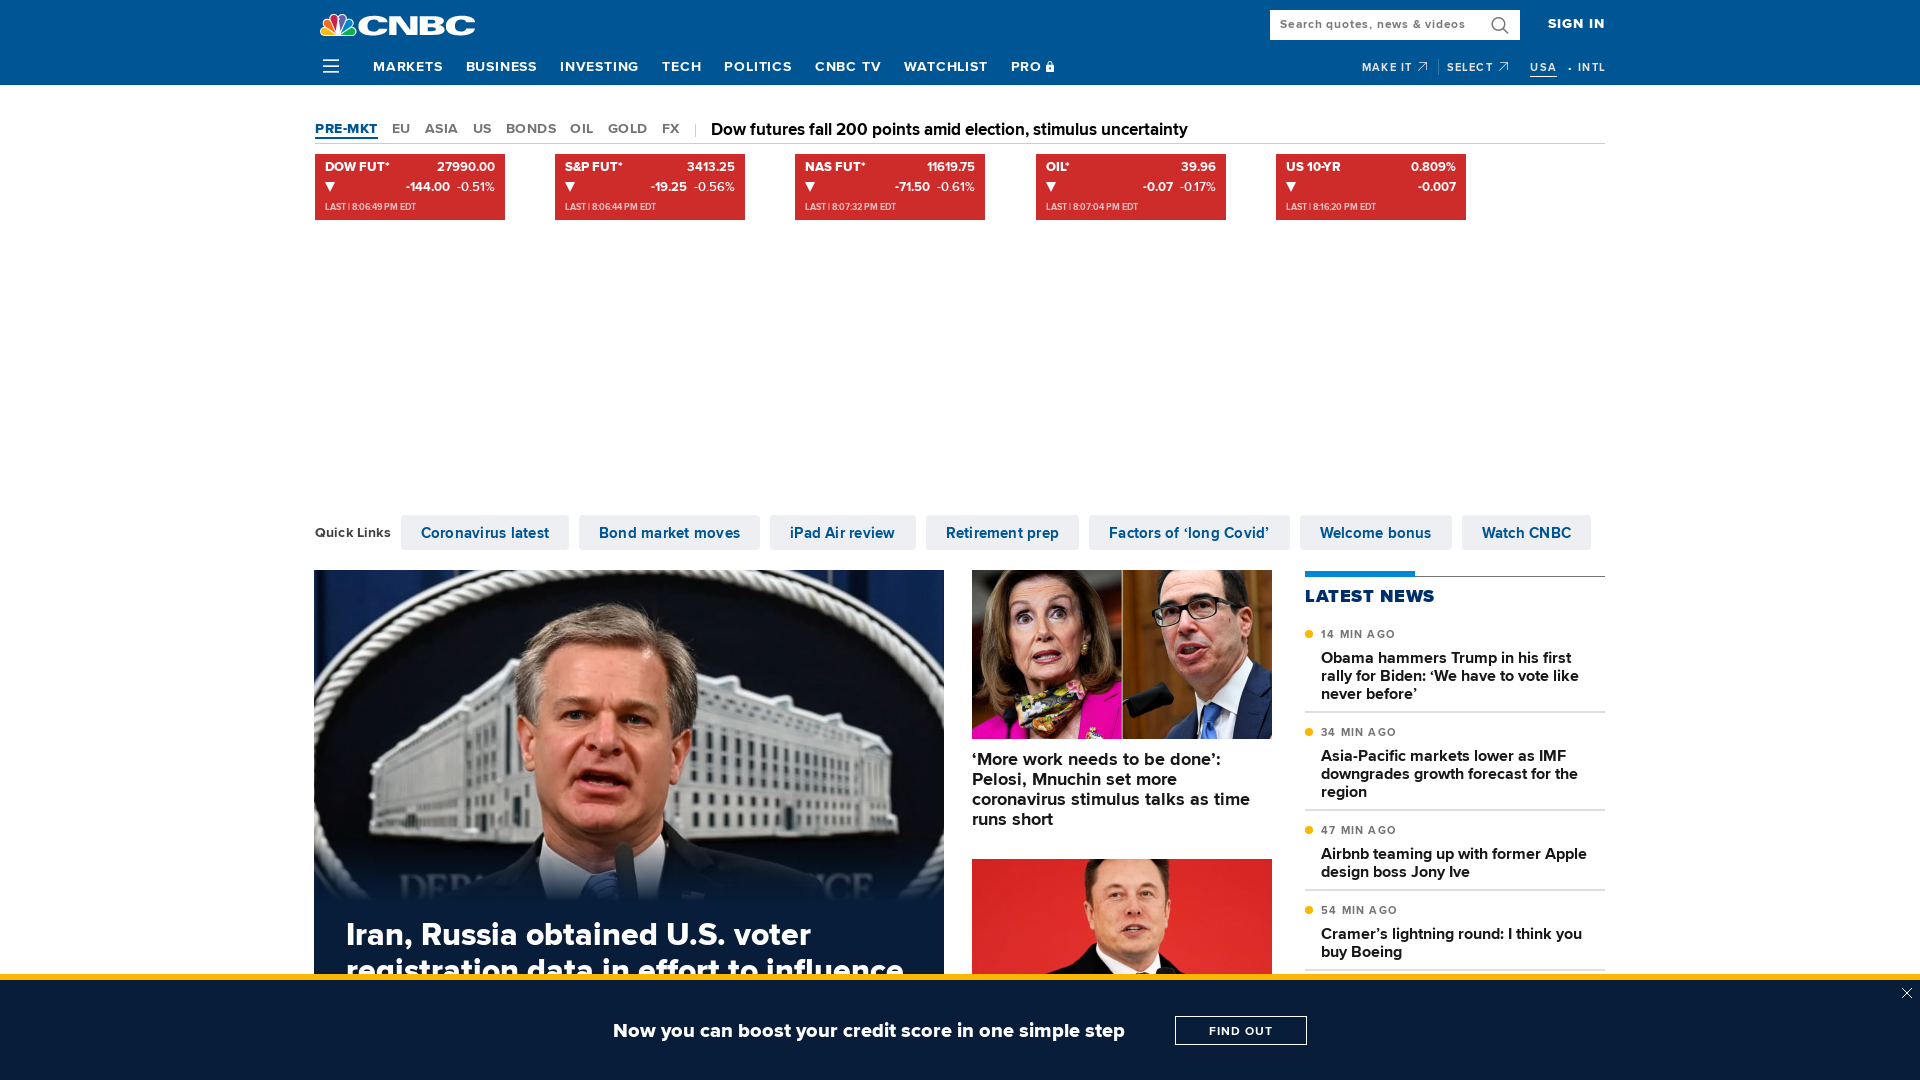 CNBC
Search quotes, news & videos
SIGN IN
MARKETS BUSINESS INVESTING TECH POLITICS CNBC TV WATCHLIST PRO
MAKE IT SELECT USA • INTL
PRE-MKT EU ASIA US BONDS OIL GOLD FX
Dow futures fall 200 points amid election, stimulus uncertainty
DOW FUT* 27990.00
-144.00 -0.51%
LAST | 8:06:49 PM EDT
S&P FUT* 3413.25
-19.25 -0.56%
LAST | 8:06:44 PM EDT
NAS FUT* 11619.75
-71.50 -0.61%
LAST | 8:07:32 PM EDT
OIL* 39.96
-0.07 -0.17%
LAST | 8:07:04 PM EDT
US 10-YR 0.809%
-0.007
LAST | 8:16:20 PM EDT
Quick Links Coronavirus latest Bond market moves iPad Air review Retirement prep Factors of ‘long Covid’ Welcome bonus Watch CNBC
Iran, Russia obtained U.S. voter
registration data in effort to influence
‘More work needs to be done’:
Pelosi, Mnuchin set more
coronavirus stimulus talks as time
runs short
LATEST NEWS
14 MIN AGO
Obama hammers Trump in his first
rally for Biden: ‘We have to vote like
never before’
34 MIN AGO
Asia-Pacific markets lower as IMF
downgrades growth forecast for the
region
47 MIN AGO
Airbnb teaming up with former Apple
design boss Jony Ive
54 MIN AGO
Cramer’s lightning round: I think you
buy Boeing
Now you can boost your credit score in one simple step
FIND OUT